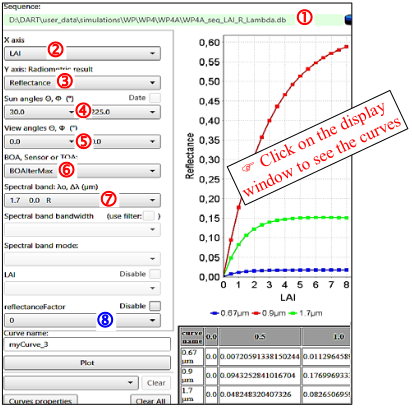 Sequence:
D:\DART\user_data\simulations\WP\WP4\WP4A\WP4A_seq_LAI_R_Lambda.db
①
X axis
LAI
②
Y axis: Radiometric result
Reflectance
③
Sun angles Θ, Φ (°) Date
30.0 ④ 225.0
View angles Θ, Φ (°)
0.0 ⑤ 0.0
BOA, Sensor or TOA:
BOAlterMax ⑥
Spectral band: λo, Δλ (µm)
1.7 0.0 R ⑦
Spectral band bandwidth (use filter: )
Spectral band mode:
LAI Disable
reflectanceFactor Disable
0 ⑧
Curve name:
myCurve_3
Plot
Clear
Curves properties Clear All
0,60
0,55
0,50
0,45
0,40
0,35
0,30
0,25
0,20
0,15
0,10
0,05
0,00
Reflectance
☞ Click on the display
window to see the curves
0 1 2 3 4 5 6 7 8
LAI
0.67µm 0.9µm 1.7µm
curve name 0.0 0.5 1.0
0.67 µm 0.0 0.00720591338150244 0.011296458
0.9 µm 0.0 0.0943252841016704 0.17699693
1.7 µm 0.0 0.048248320407326 0.0826506959